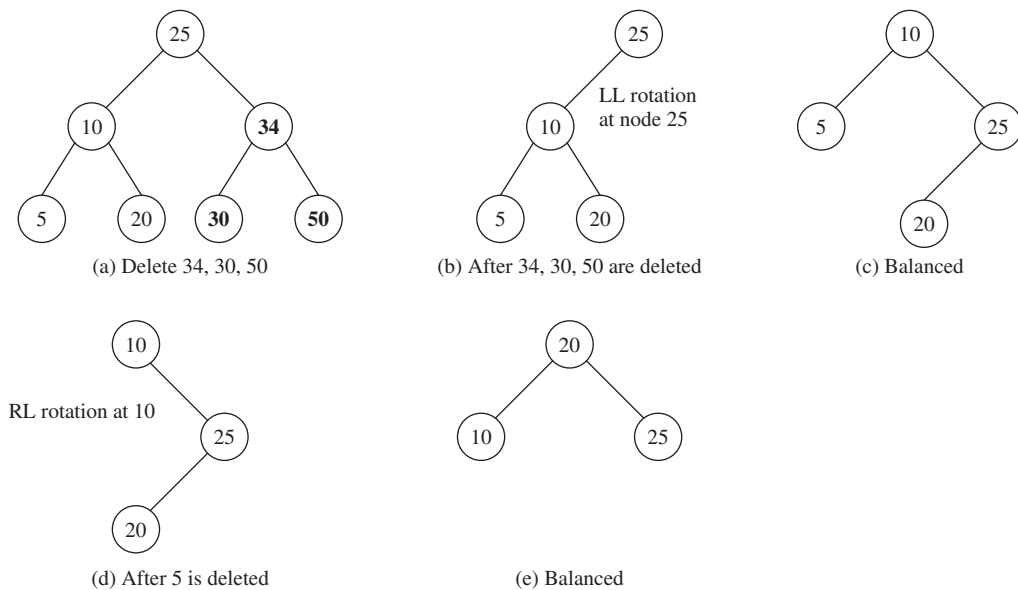 25
10
34
5
20
30
50
(a) Delete 34, 30, 50
25
LL rotation
at node 25
10
5
20
(b) After 34, 30, 50 are deleted
10
5
25
20
(c) Balanced
10
RL rotation at 10
25
20
(d) After 5 is deleted
20
10
25
(e) Balanced